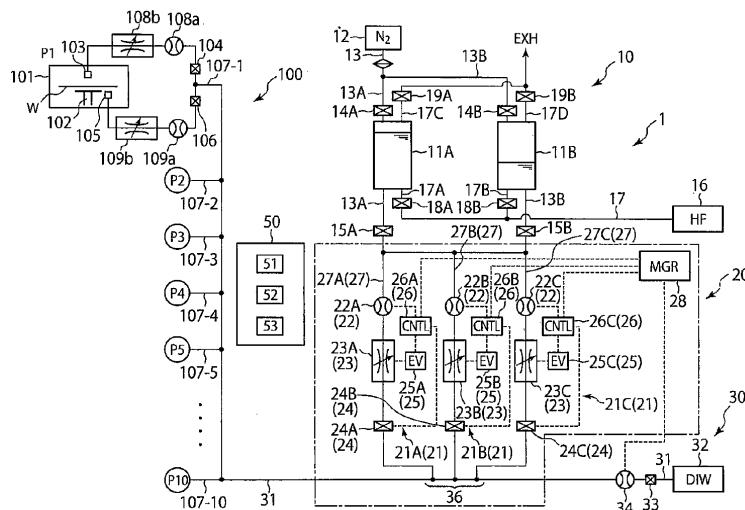 108b 108a
P1
103
104
101
107-1
W
100
102
105
106
109b 109a
P2
107-2
P3
107-3
P4
107-4
P5
107-5
P10
107-10
31
50
51
52
53
12
N2
EXH
13
13B
10
13A
19A
19B
14A
17C
14B
17D
1
11A
11B
17A
17B
13B
16
13A
18A
18B
17
HF
15A
15B
27B(27)
27C(27)
20
27A(27)
26A (26)
22B (22)
26B (26)
22C (22)
MGR
28
22A (22)
CNTL
CNTL
CNTL
26C(26)
23A (23)
EV
EV
EV
25C(25)
25A (25)
25B (25)
23C (23)
24B (24)
23B(23)
21C(21)
30
24A (24)
21A(21)
21B(21)
24C(24)
32
31
DIW
36
34
33